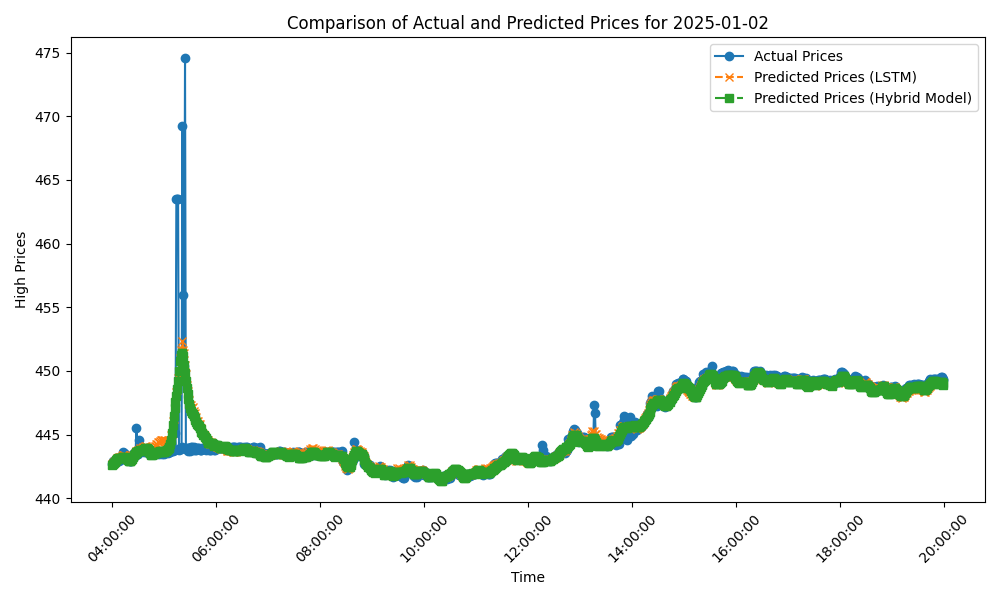 Comparison of Actual and Predicted Prices for 2025-01-02
Actual Prices
Predicted Prices (LSTM)
Predicted Prices (Hybrid Model)
High Prices
475
470
465
460
455
450
445
440
04:00:00
06:00:00
08:00:00
10:00:00
12:00:00
14:00:00
16:00:00
18:00:00
20:00:00
Time